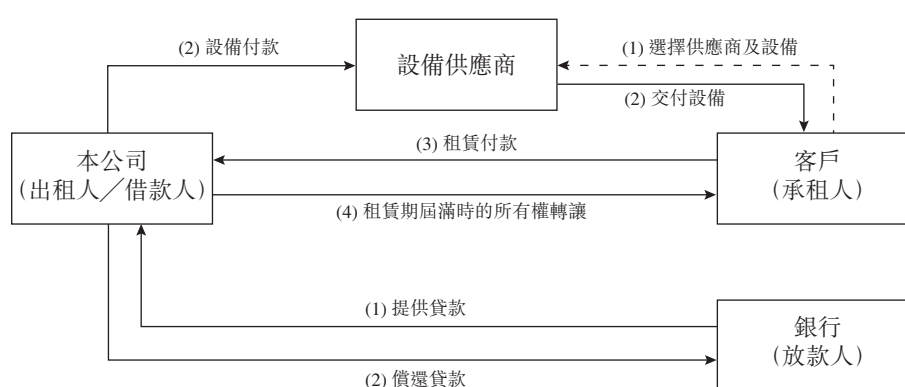 (2) 設備付款
設備供應商
(1) 選擇供應商及設備
(2) 交付設備
本公司
(出租人／借款人)
(3) 租賃付款
(4) 租賃期屆滿時的所有權轉讓
客戶
(承租人)
(1) 提供貸款
(2) 償還貸款
銀行
(放款人)